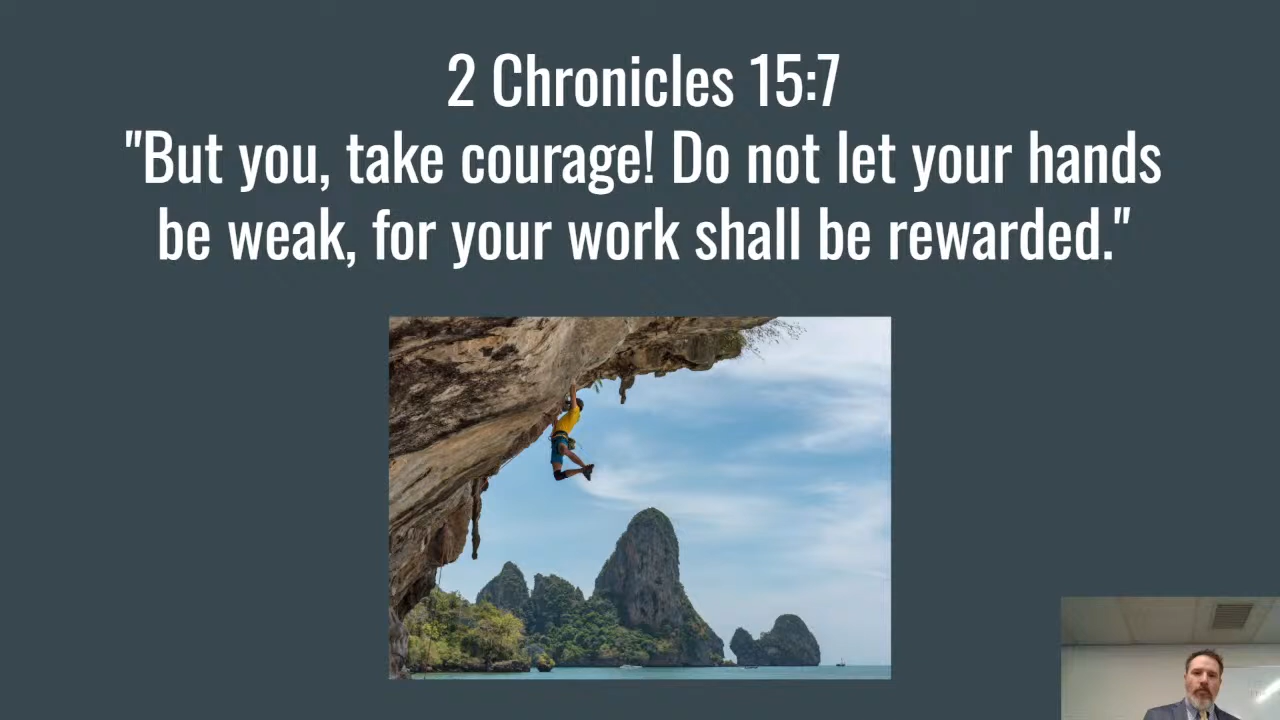 2 Chronicles 15:7
"But you, take courage! Do not let your hands
be weak, for your work shall be rewarded."